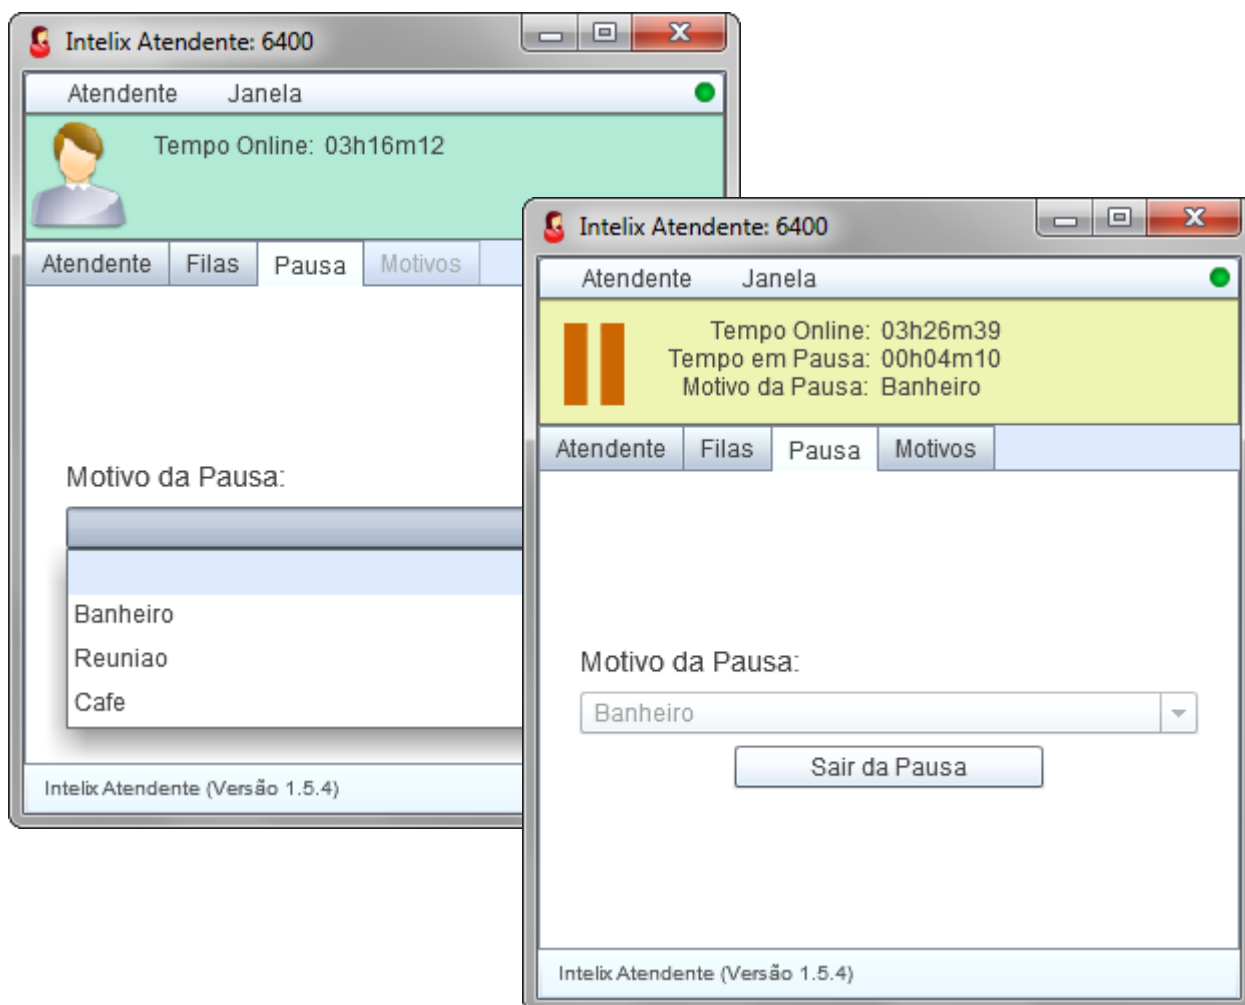 Intelix Atendente: 6400
Atendente Janela
Tempo Online: 03h16m12
Atendente Filas Pausa Motivos
Motivo da Pausa:
Banheiro
Reuniao
Cafe
Intelix Atendente (Versão 1.5.4)
Intelix Atendente: 6400
Atendente Janela
Tempo Online: 03h26m39
Tempo em Pausa: 00h04m10
Motivo da Pausa: Banheiro
Atendente Filas Pausa Motivos
Motivo da Pausa:
Banheiro
Sair da Pausa
Intelix Atendente (Versão 1.5.4)